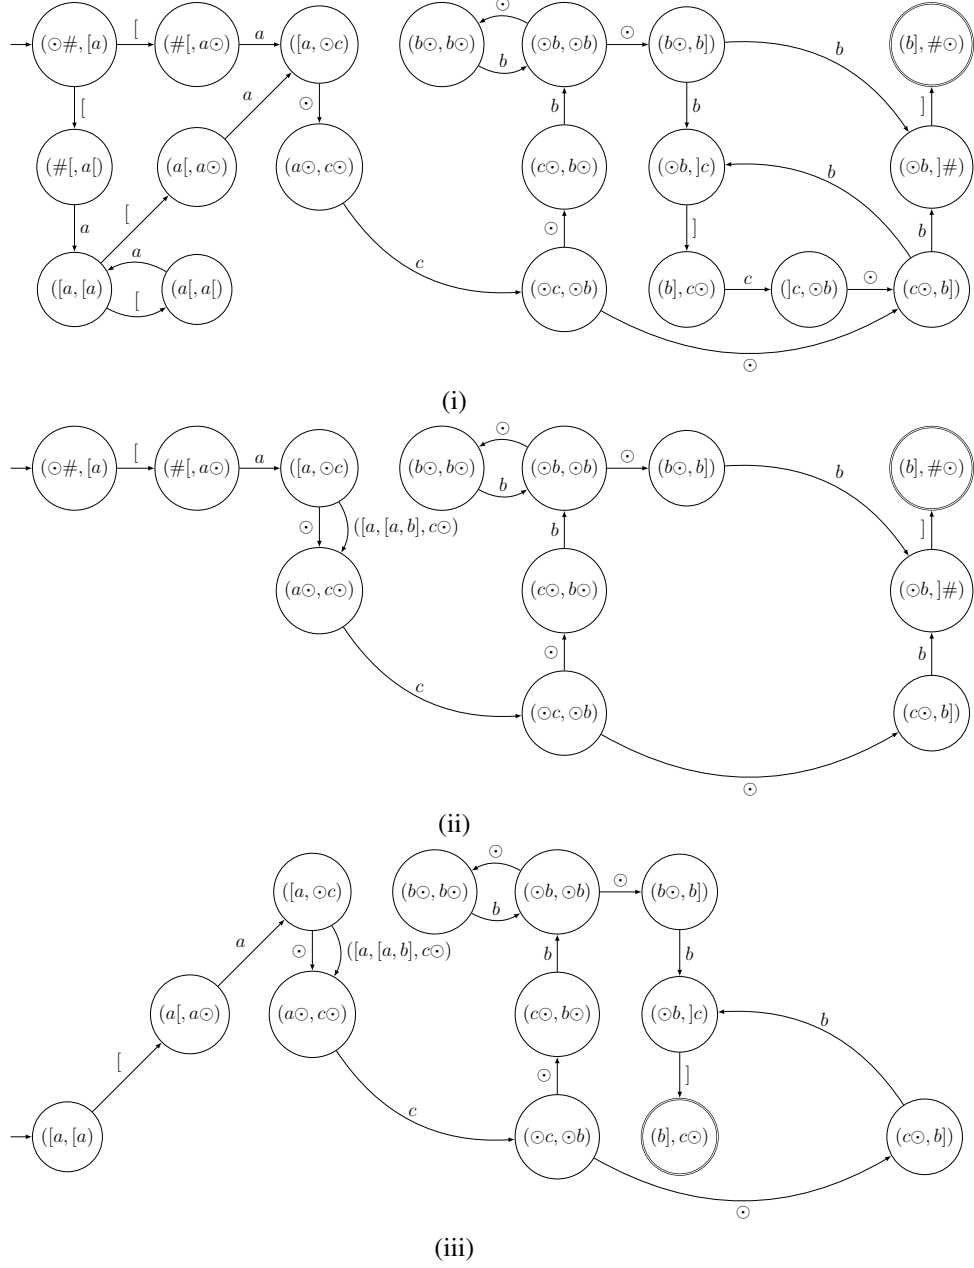 (⊙#, [a) [ (#[, a⊙) a ([a, ⊙c) (b⊙, b⊙) ⊙ b (⊙b, ⊙b) ⊙ (b⊙, b]) b (b], #⊙)
[ a ⊙ b b ]
(#[, a[) (a[, a⊙) (a⊙, c⊙) (c⊙, b⊙) (⊙b, ]c) b (⊙b, ]#)
a [ c ⊙ ] b
([a, [a) a [ (a[, a[) (⊙c, ⊙b) (b], c⊙) c (]c, ⊙b) ⊙ (c⊙, b])
⊙
(i)
(⊙#, [a) [ (#[, a⊙) a ([a, ⊙c) (b⊙, b⊙) ⊙ b (⊙b, ⊙b) ⊙ (b⊙, b]) b (b], #⊙)
⊙ ([a, [a, b], c⊙) b ]
(a⊙, c⊙) (c⊙, b⊙) (⊙b, ]#)
c ⊙ b
(⊙c, ⊙b) (c⊙, b])
⊙
(ii)
([a, ⊙c) (b⊙, b⊙) ⊙ b (⊙b, ⊙b) ⊙ (b⊙, b])
a ⊙ ([a, [a, b], c⊙) b b
(a[, a⊙) (a⊙, c⊙) (c⊙, b⊙) (⊙b, ]c) b
[ c ⊙ ]
([a, [a) (⊙c, ⊙b) (b], c⊙) (c⊙, b])
⊙
(iii)